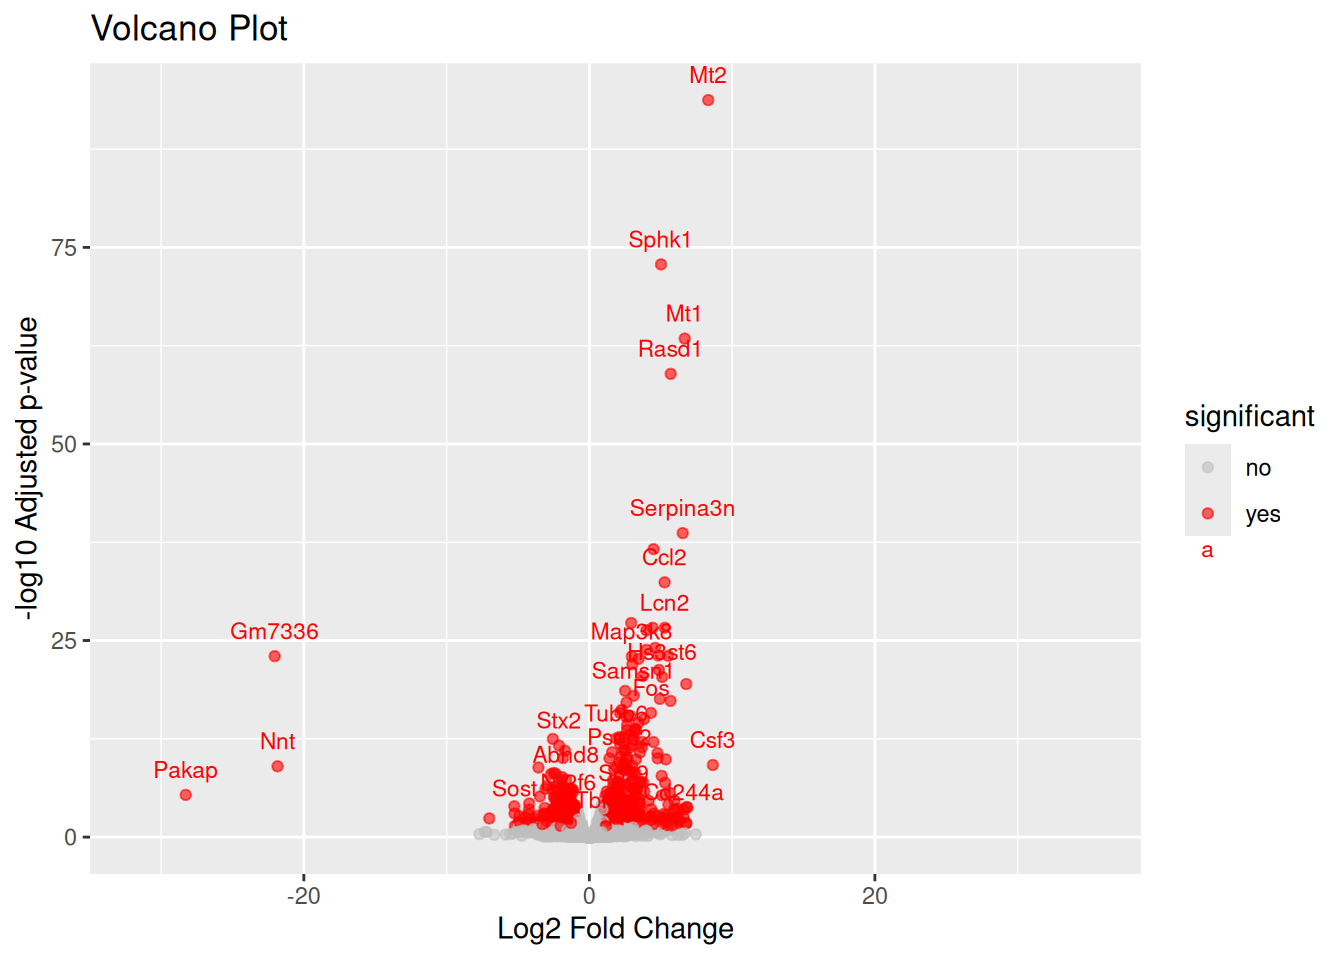 Volcano Plot
Mt2
Sphk1
Mt1
Rasd1
Serpina3n
Ccl2
Lcn2
Map3k8
Gm7336
Samsn1
Fos
Stx2
Nnt
Csf3
Abhd8
Pakap
Sost
75
50
25
0
-20
0
20
Log2 Fold Change
-log10 Adjusted p-value
significant
no
yes
a